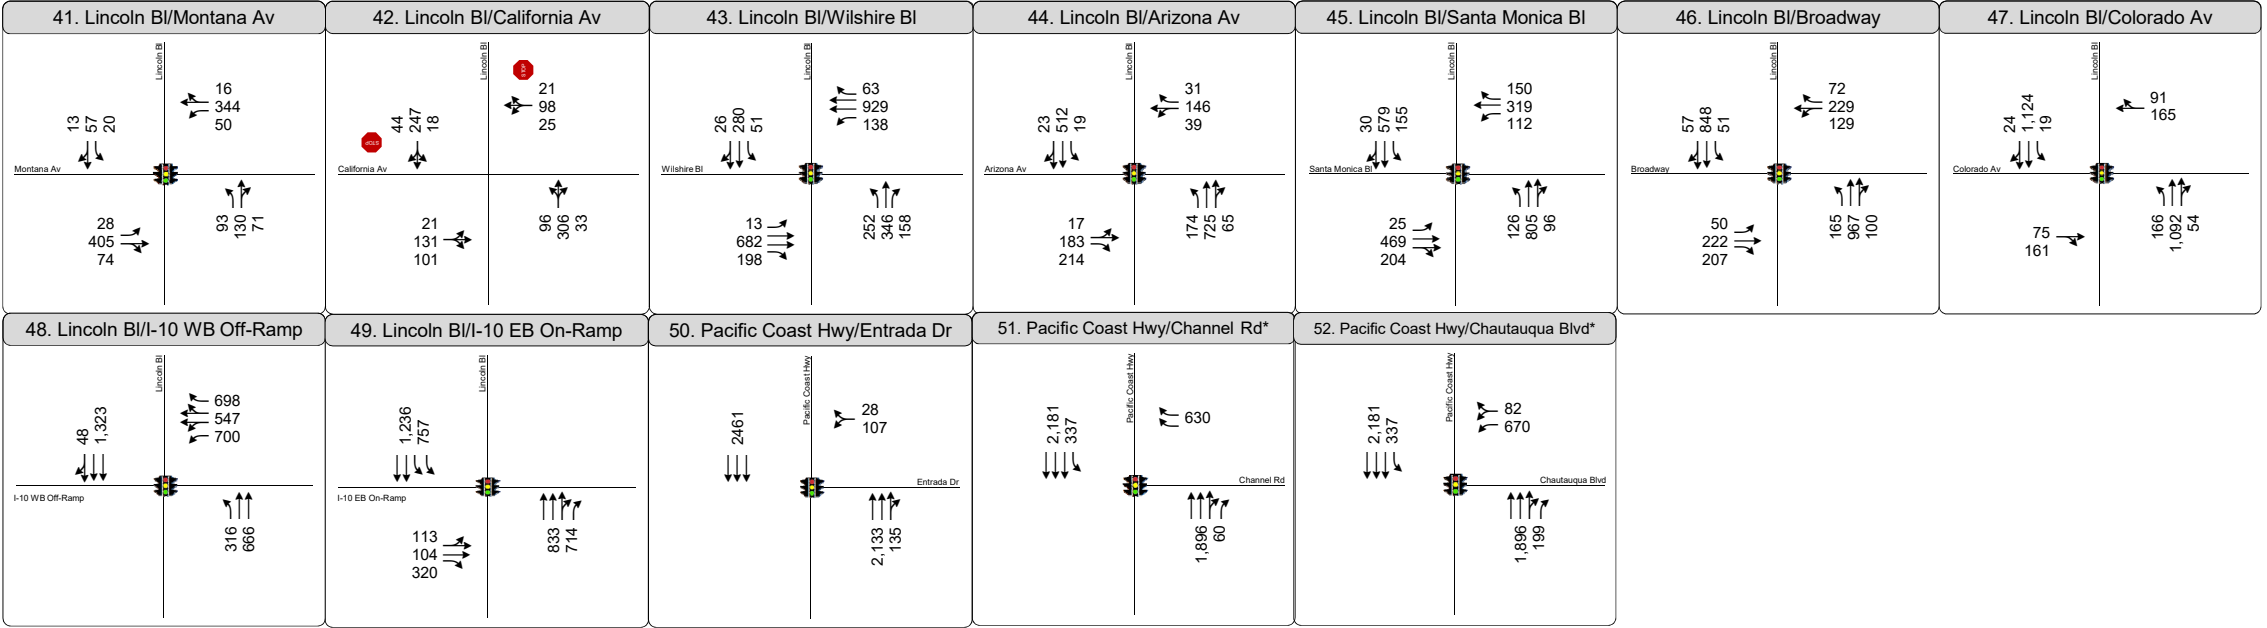 41. Lincoln Bl/Montana Av
Lincoln Bl
13 57 20
16
344
50
Montana Av
28
405
74
93 130 71
42. Lincoln Bl/California Av
Lincoln Bl
STOP
44 247 18
21
98
25
STOP
California Av
21
131
101
96 306 33
43. Lincoln Bl/Wilshire Bl
Lincoln Bl
26 280 51
63
929
138
Wilshire Bl
13
682
198
252 346 158
44. Lincoln Bl/Arizona Av
Lincoln Bl
23 512 19
31
146
39
Arizona Av
17
183
214
174 725 65
45. Lincoln Bl/Santa Monica Bl
Lincoln Bl
30 579 155
150
319
112
Santa Monica Bl
25
469
204
126 805 96
46. Lincoln Bl/Broadway
Lincoln Bl
57 848 51
72
229
129
Broadway
50
222
207
165 967 100
47. Lincoln Bl/Colorado Av
Lincoln Bl
24 1,124 19
91
165
Colorado Av
75
161
166 1,092 54
48. Lincoln Bl/I-10 WB Off-Ramp
Lincoln Bl
48 1,323
698
547
700
I-10 WB Off-Ramp
316 666
49. Lincoln Bl/I-10 EB On-Ramp
Lincoln Bl
1,236 757
I-10 EB On-Ramp
113
104
320
833 714
50. Pacific Coast Hwy/Entrada Dr
Pacific Coast Hwy
2461
28
107
Entrada Dr
2,133 135
51. Pacific Coast Hwy/Channel Rd*
Pacific Coast Hwy
2,181 337
630
Channel Rd
1,896 60
52. Pacific Coast Hwy/Chautauqua Blvd*
Pacific Coast Hwy
2,181 337
82
670
Chautauqua Blvd
1,896 199